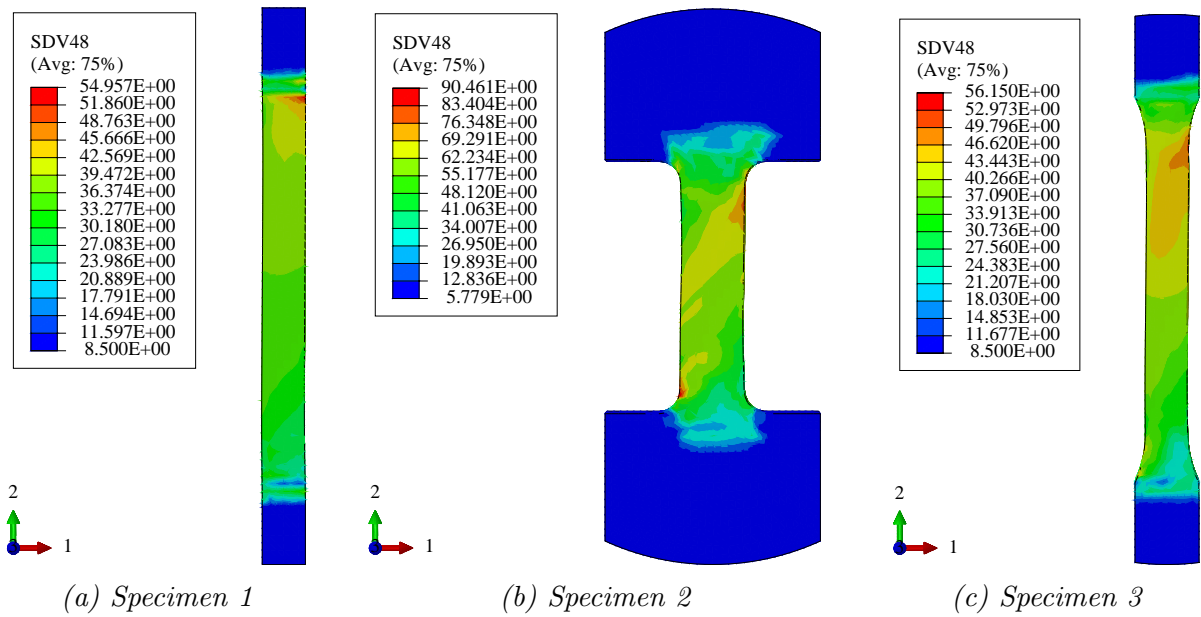 SDV48
(Avg: 75%)
54.957E+00
51.860E+00
48.763E+00
45.666E+00
42.569E+00
39.472E+00
36.374E+00
33.277E+00
30.180E+00
27.083E+00
23.986E+00
20.889E+00
17.791E+00
14.694E+00
11.597E+00
8.500E+00
2
1
(a) Specimen 1
SDV48
(Avg: 75%)
90.461E+00
83.404E+00
76.348E+00
69.291E+00
62.234E+00
55.177E+00
48.120E+00
41.063E+00
34.007E+00
26.950E+00
19.893E+00
12.836E+00
5.779E+00
2
1
(b) Specimen 2
SDV48
(Avg: 75%)
56.150E+00
52.973E+00
49.796E+00
46.620E+00
43.443E+00
40.266E+00
37.090E+00
33.913E+00
30.736E+00
27.560E+00
24.383E+00
21.207E+00
18.030E+00
14.853E+00
11.677E+00
8.500E+00
2
1
(c) Specimen 3